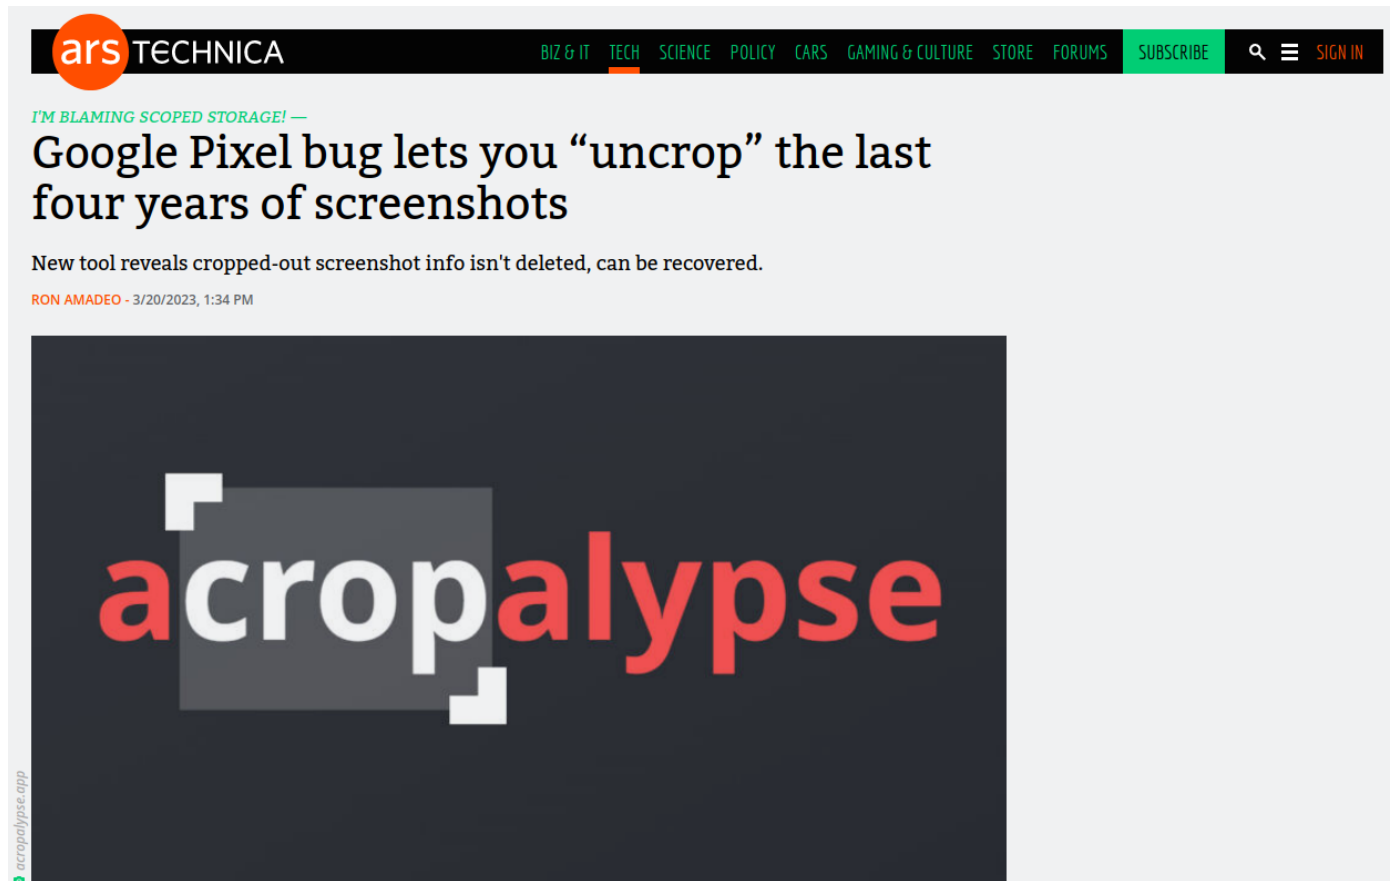 ars TECHNICA
BIZ & IT TECH SCIENCE POLICY CARS GAMING & CULTURE STORE FORUMS SUBSCRIBE SIGN IN
I'M BLAMING SCOPED STORAGE! —
Google Pixel bug lets you “uncrop” the last
four years of screenshots
New tool reveals cropped-out screenshot info isn't deleted, can be recovered.
RON AMADEO - 3/20/2023, 1:34 PM
acropalypse
acropalypse.app